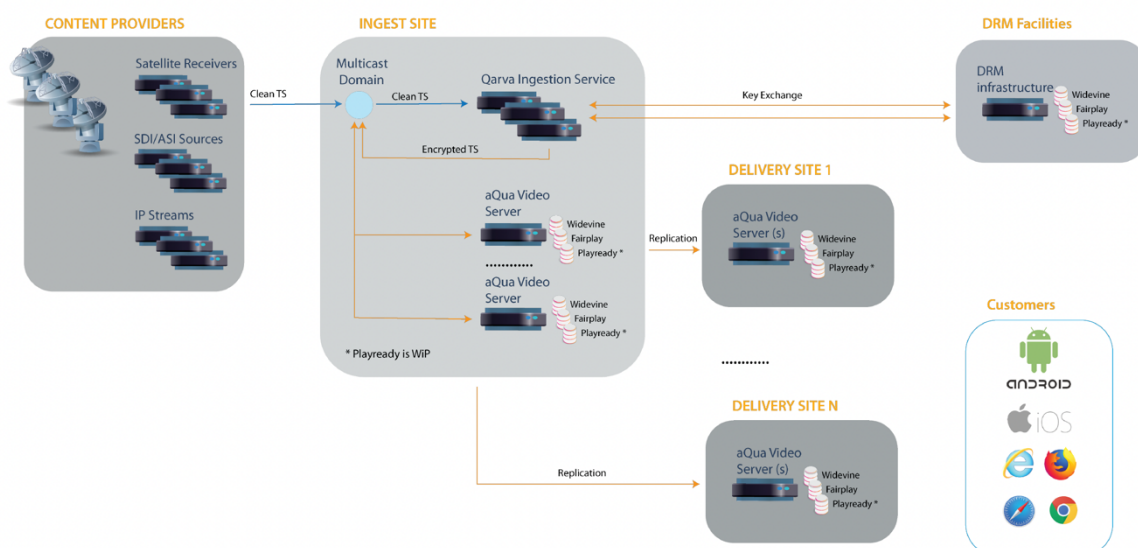 CONTENT PROVIDERS
Satellite Receivers
SDI/ASI Sources
IP Streams
Clean TS
INGEST SITE
Multicast
Domain
Clean TS
Qarva Ingestion Service
Encrypted TS
aQua Video
Server
Widevine
Fairplay
Playready *
............
aQua Video
Server
Widevine
Fairplay
Playready *
* Playready is WiP
Key Exchange
DRM Facilities
DRM
infrastructure
Widevine
Fairplay
Playready *
Replication
DELIVERY SITE 1
aQua Video
Server (s)
Widevine
Fairplay
Playready *
............
Replication
DELIVERY SITE N
aQua Video
Server (s)
Widevine
Fairplay
Playready *
Customers
ANDROID
iOS